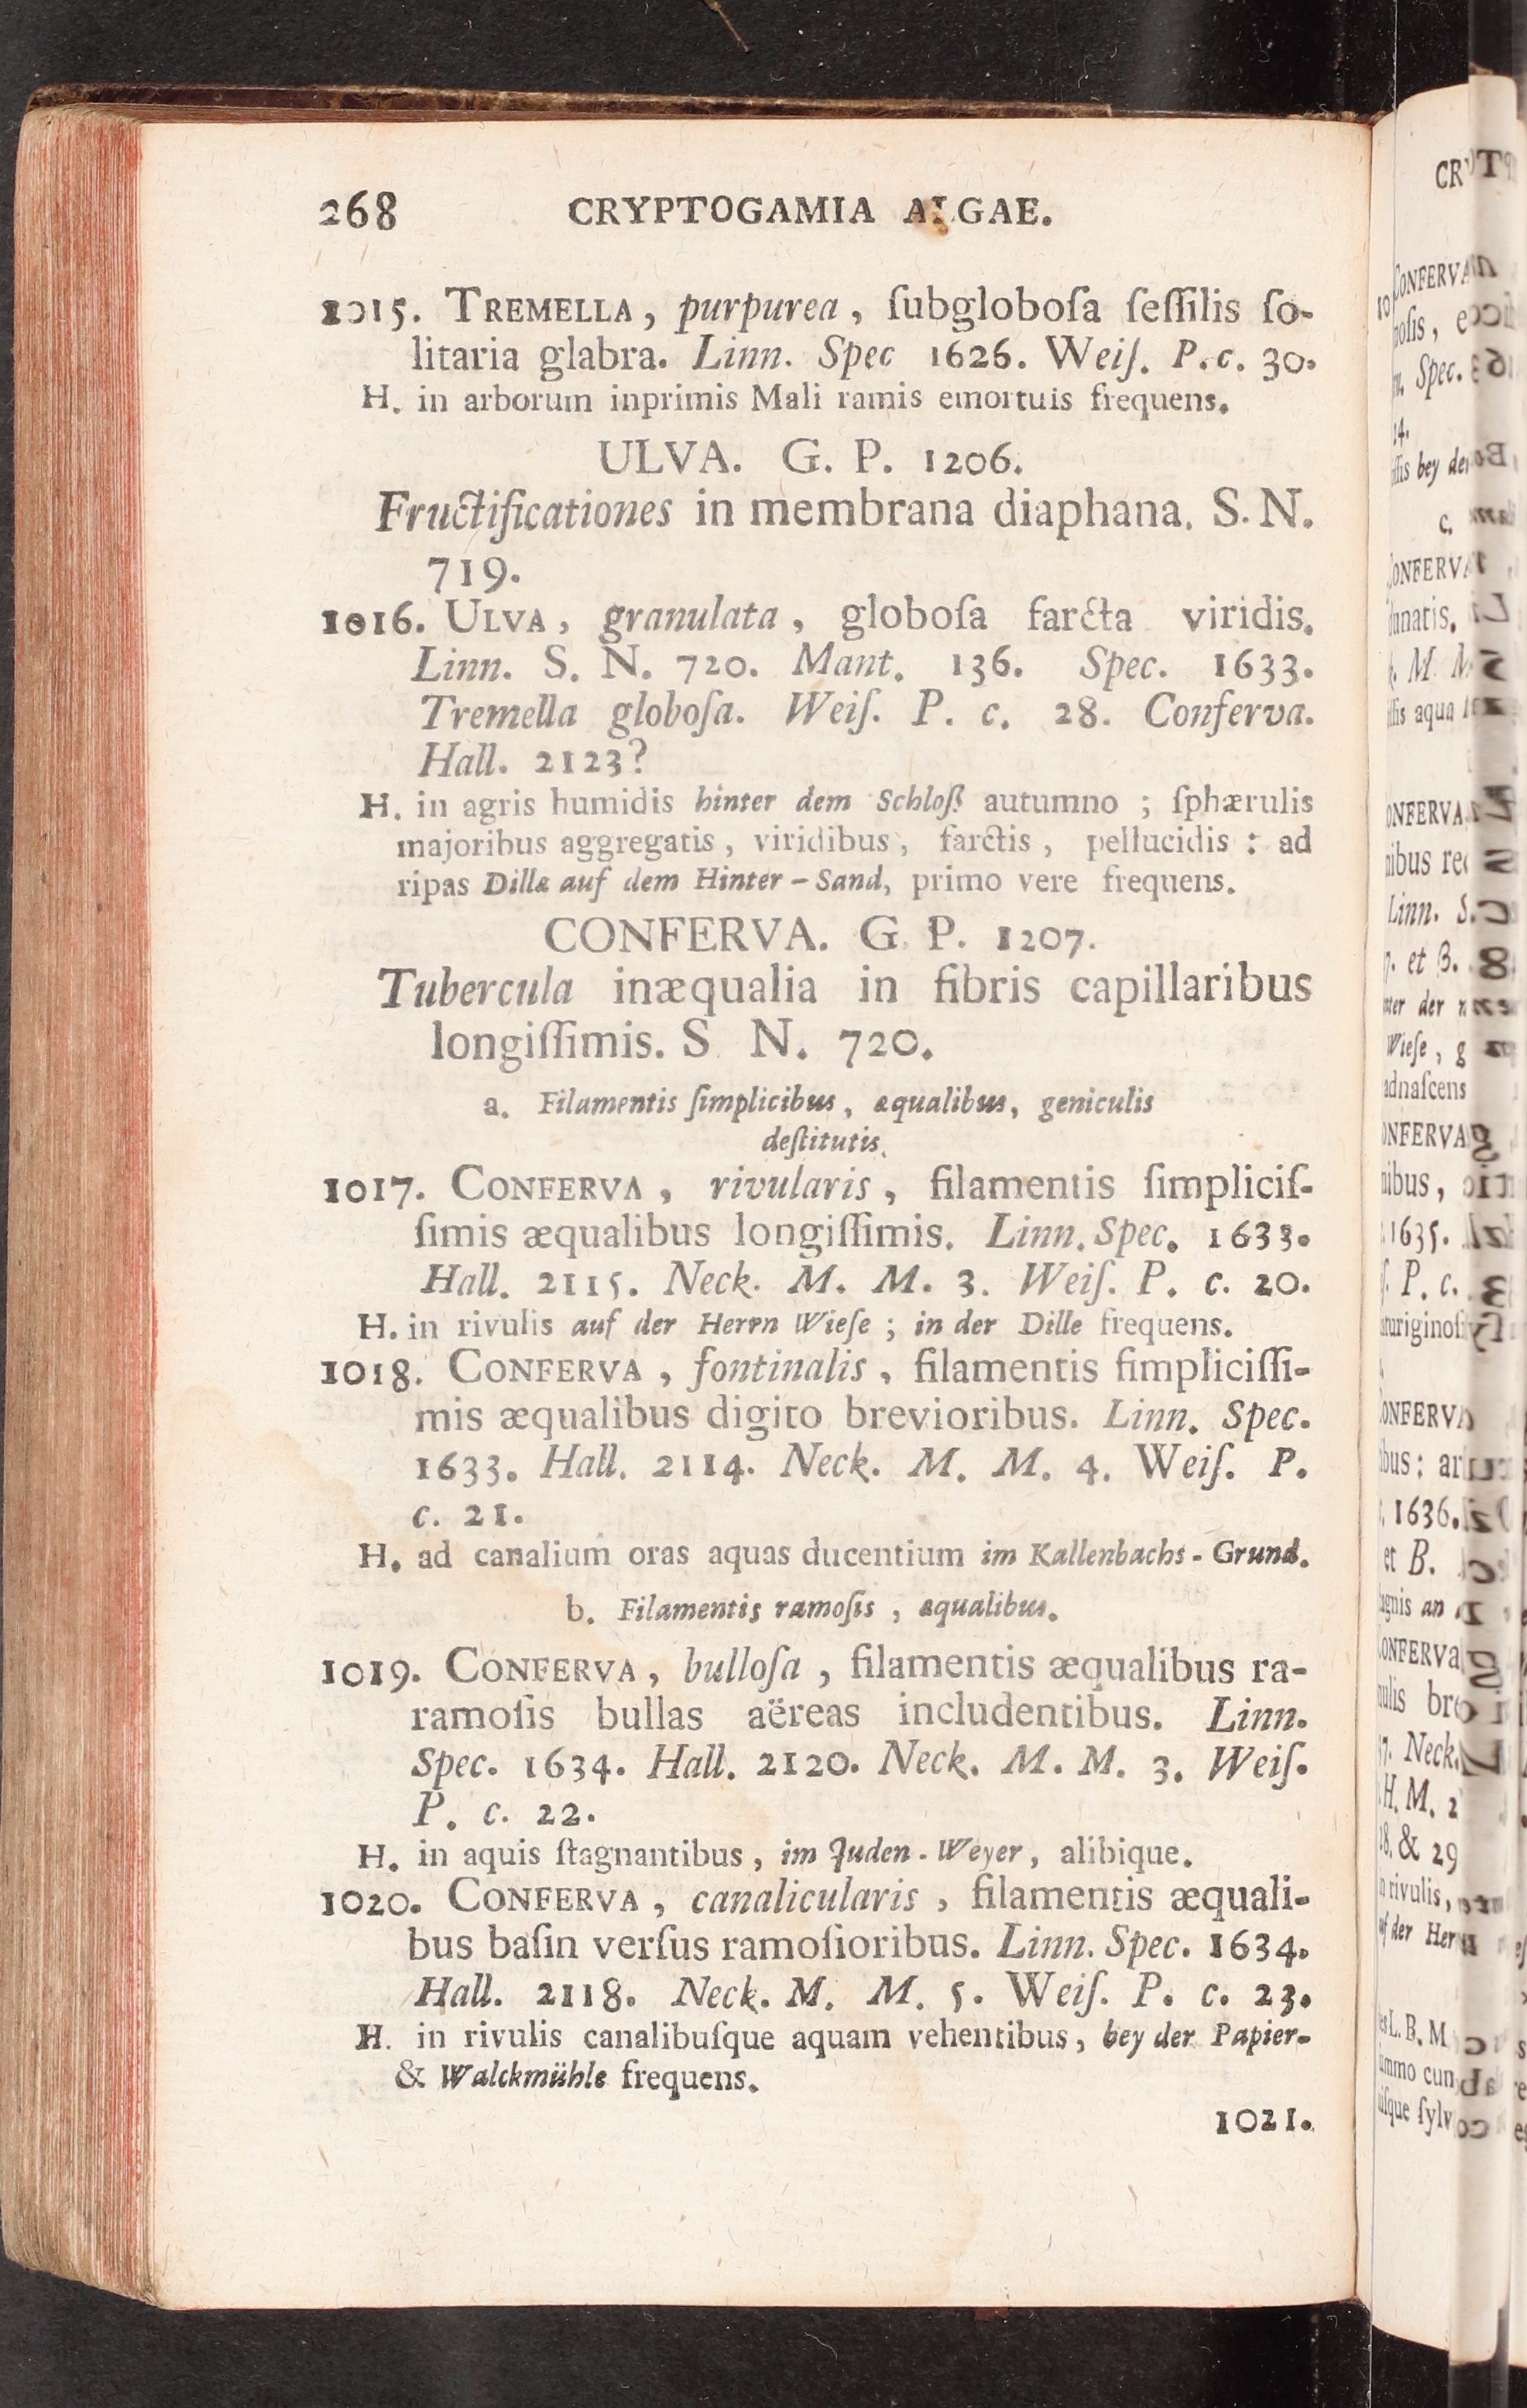 268 CRYPTOGAMIA ALGAE.
1015. TREMELLA, purpurea, ſubgloboſa ſeſſilis ſo-
litaria glabra. Linn. Spec 1626. Weiſ. P. c. 30.
H. in arborum inprimis Mali ramis emortuis frequens.
ULVA. G. P. 1206.
Fructificationes in membrana diaphana. S. N.
719.
1016. ULVA, granulata, globoſa farcta viridis.
Linn. S. N. 720. Mant. 136. Spec. 1633.
Tremella globoſa. Weiſ. P. c. 28. Conferva.
Hall. 2123?
H. in agris humidis hinter dem Schloß autumno; ſphærulis
majoribus aggregatis, viridibus, farctis, pellucidis: ad
ripas Dillæ auf dem Hinter-Sand, primo vere frequens.
CONFERVA. G. P. 1207.
Tubercula inæqualia in fibris capillaribus
longiſſimis. S. N. 720.
a. Filamentis ſimplicibus, æqualibus, geniculis
deſtitutis.
1017. CONFERVA, rivularis, filamentis ſimpliciſ-
ſimis æqualibus longiſſimis. Linn. Spec. 1633.
Hall. 2115. Neck. M. M. 3. Weiſ. P. c. 20.
H. in rivulis auf der Herrn Wieſe; in der Dille frequens.
1018. CONFERVA, fontinalis, filamentis ſimpliciſſi-
mis æqualibus digito brevioribus. Linn. Spec.
1633. Hall. 2114. Neck. M. M. 4. Weiſ. P.
c. 21.
H. ad canalium oras aquas ducentium im Kallenbachs-Grund.
b. Filamentis ramoſis, æqualibus.
1019. CONFERVA, bulloſa, filamentis æqualibus ra-
ramoſis bullas aëreas includentibus. Linn.
Spec. 1634. Hall. 2120. Neck. M. M. 3. Weiſ.
P. c. 22.
H. in aquis ſtagnantibus, im Juden-Weyer, alibique.
1020. CONFERVA, canalicularis, filamentis æquali-
bus baſin verſus ramoſioribus. Linn. Spec. 1634.
Hall. 2118. Neck. M. M. 5. Weiſ. P. c. 23.
H. in rivulis canalibuſque aquam vehentibus, bey der Papier-
& Walckmühle frequens.
1021.